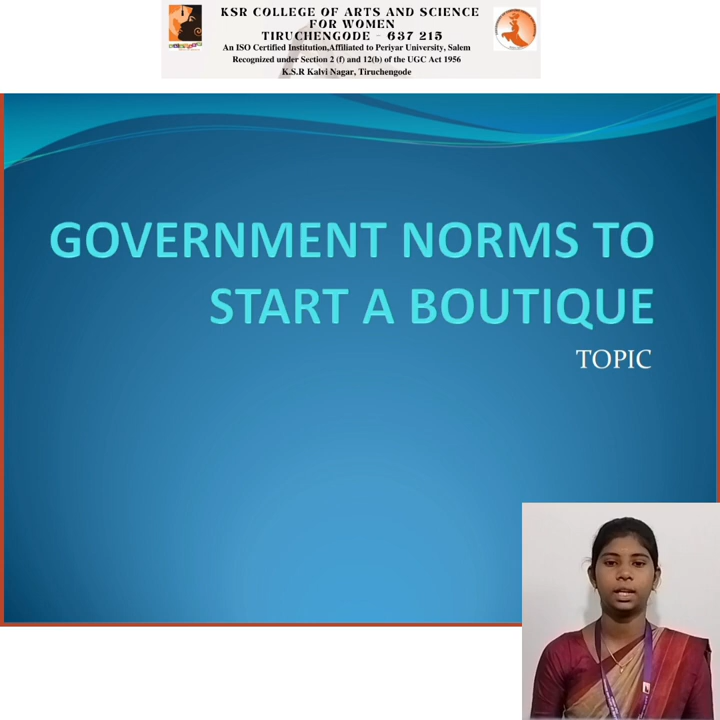 KSR COLLEGE OF ARTS AND SCIENCE
FOR WOMEN
TIRUCHENGODE - 637 215
An ISO Certified Institution,Affiliated to Periyar University, Salem
Recognized under Section 2 (f) and 12(b) of the UGC Act 1956
K.S.R Kalvi Nagar, Tiruchengode
GOVERNMENT NORMS TO
START A BOUTIQUE
TOPIC